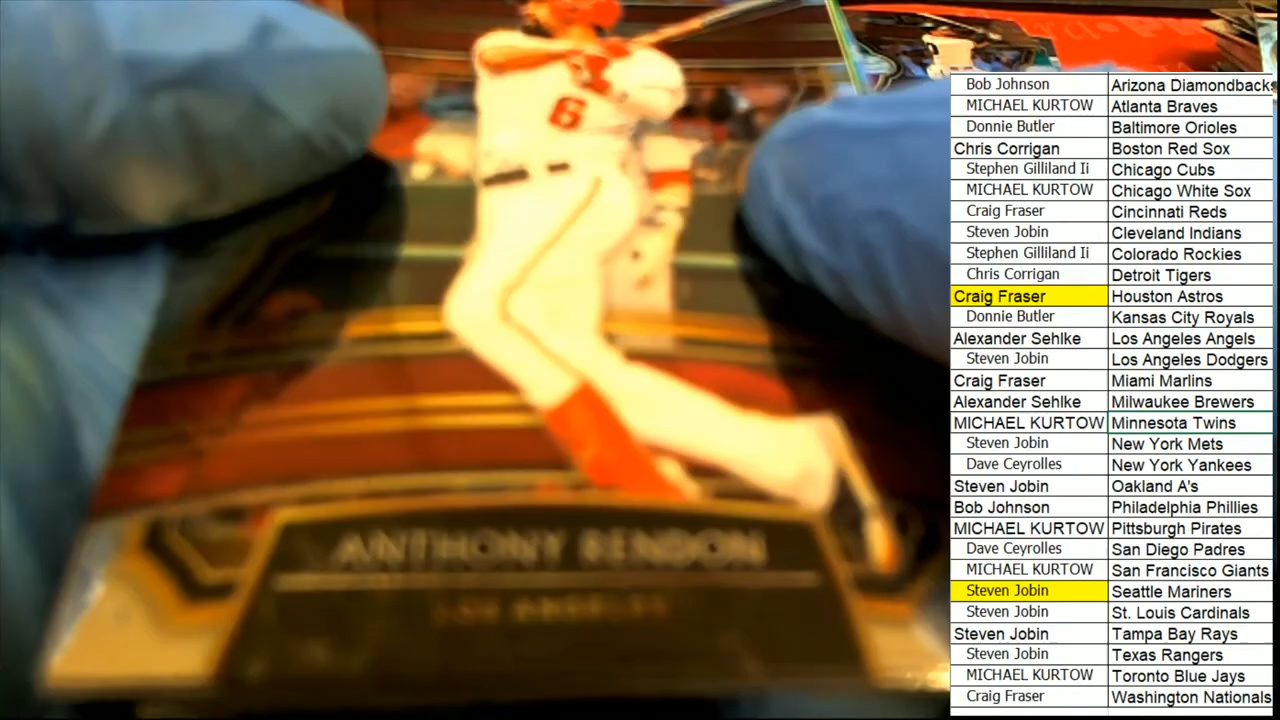 6
ANTHONY RENDON
LOS ANGELES
Bob Johnson Arizona Diamondbacks
MICHAEL KURTOW Atlanta Braves
Donnie Butler Baltimore Orioles
Chris Corrigan Boston Red Sox
Stephen Gilliland Ii Chicago Cubs
MICHAEL KURTOW Chicago White Sox
Craig Fraser Cincinnati Reds
Steven Jobin Cleveland Indians
Stephen Gilliland Ii Colorado Rockies
Chris Corrigan Detroit Tigers
Craig Fraser Houston Astros
Donnie Butler Kansas City Royals
Alexander Sehlke Los Angeles Angels
Steven Jobin Los Angeles Dodgers
Craig Fraser Miami Marlins
Alexander Sehlke Milwaukee Brewers
MICHAEL KURTOW Minnesota Twins
Steven Jobin New York Mets
Dave Ceyrolles New York Yankees
Steven Jobin Oakland A's
Bob Johnson Philadelphia Phillies
MICHAEL KURTOW Pittsburgh Pirates
Dave Ceyrolles San Diego Padres
MICHAEL KURTOW San Francisco Giants
Steven Jobin Seattle Mariners
Steven Jobin St. Louis Cardinals
Steven Jobin Tampa Bay Rays
Steven Jobin Texas Rangers
MICHAEL KURTOW Toronto Blue Jays
Craig Fraser Washington Nationals